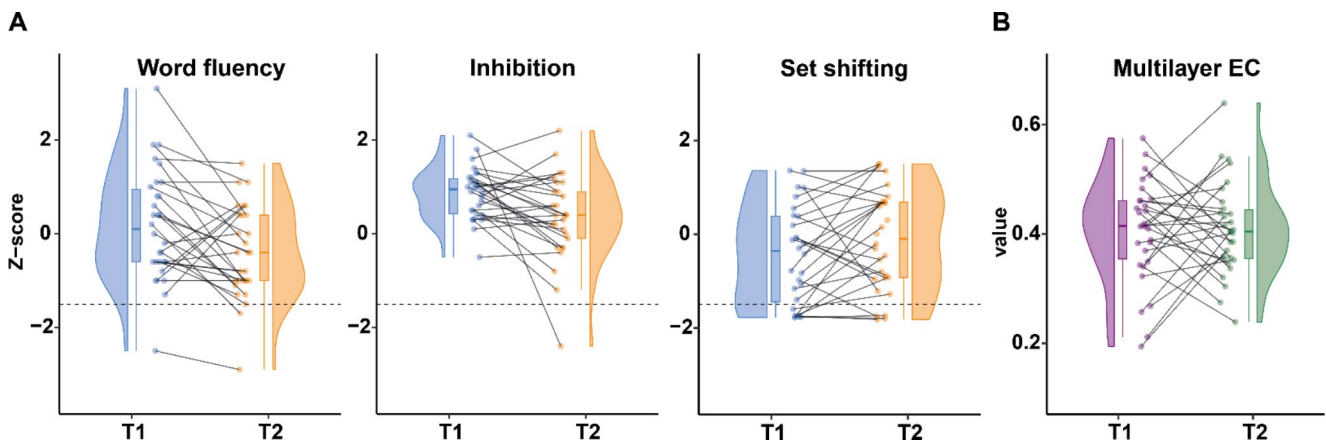 A
B
Word fluency
Inhibition
Set shifting
Multilayer EC
Z-score
2
0
−2
T1
T2
2
0
−2
T1
T2
2
0
−2
T1
T2
value
0.6
0.4
0.2
T1
T2